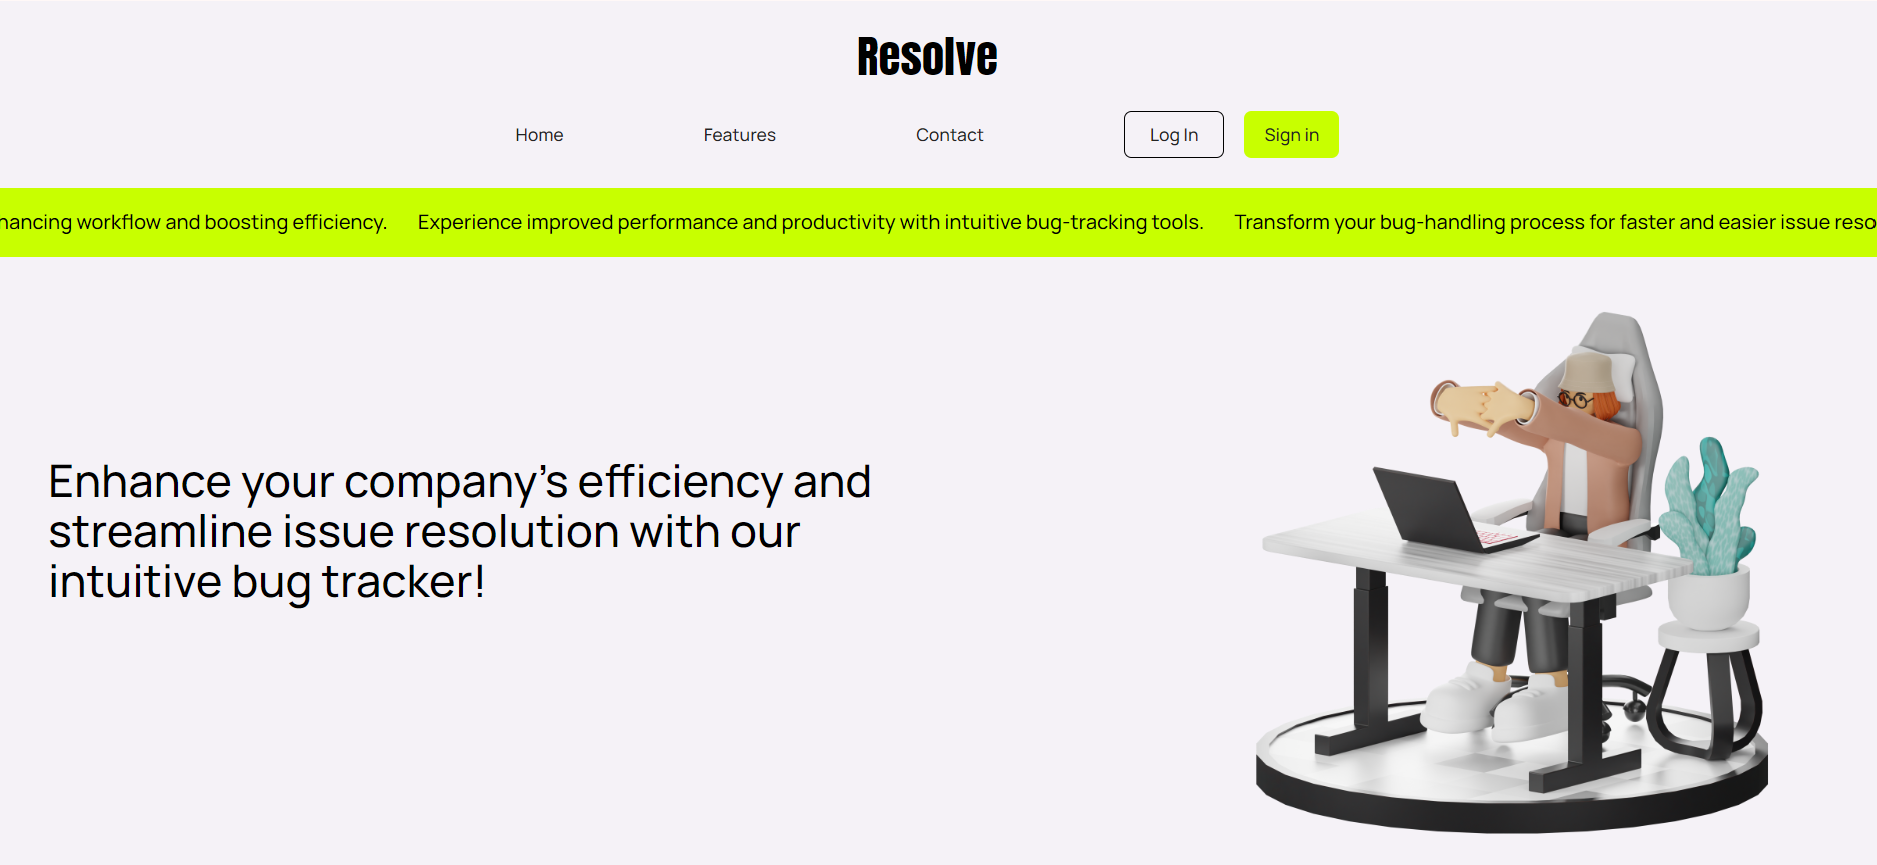 Resolve
Home Features Contact Log In Sign in
workflow and boosting efficiency. Experience improved performance and productivity with intuitive bug-tracking tools. Transform your bug-handling process for faster and easier issue
Enhance your company's efficiency and
streamline issue resolution with our
intuitive bug tracker!